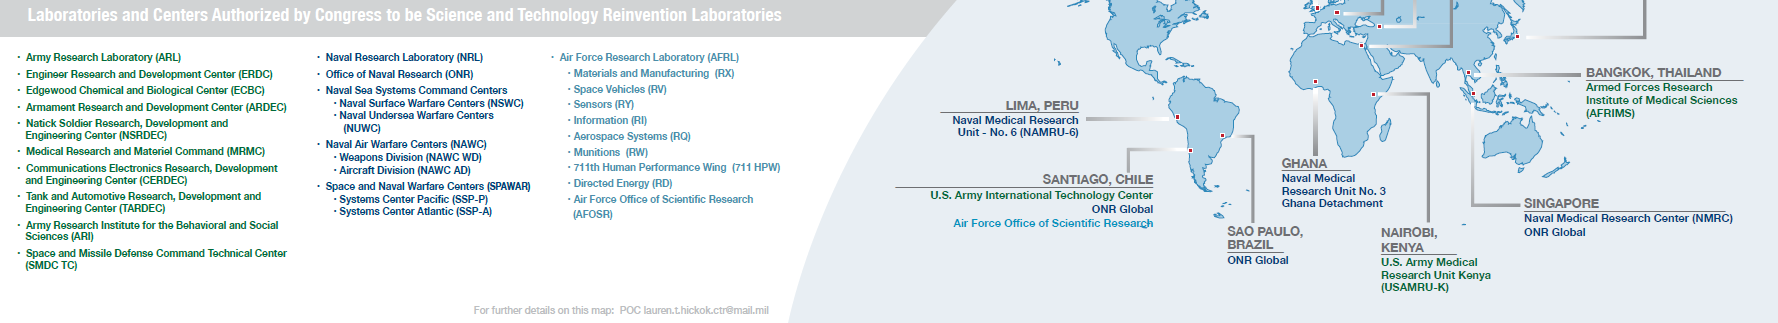 Laboratories and Centers Authorized by Congress to be Science and Technology Reinvention Laboratories
· Army Research Laboratory (ARL)
· Engineer Research and Development Center (ERDC)
· Edgewood Chemical and Biological Center (ECBC)
· Armament Research and Development Center (ARDEC)
· Natick Soldier Research, Development and
Engineering Center (NSRDEC)
· Medical Research and Materiel Command (MRMC)
· Communications Electronics Research, Development
and Engineering Center (CERDEC)
· Tank and Automotive Research, Development and
Engineering Center (TARDEC)
· Army Research Institute for the Behavioral and Social
Sciences (ARI)
· Space and Missile Defense Command Technical Center
(SMDC TC)
· Naval Research Laboratory (NRL)
· Office of Naval Research (ONR)
· Naval Sea Systems Command Centers
· Naval Surface Warfare Centers (NSWC)
· Naval Undersea Warfare Centers
(NUWC)
· Naval Air Warfare Centers (NAWC)
· Weapons Division (NAWC WD)
· Aircraft Division (NAWC AD)
· Space and Naval Warfare Centers (SPAWAR)
· Systems Center Pacific (SSP-P)
· Systems Center Atlantic (SSP-A)
· Air Force Research Laboratory (AFRL)
· Materials and Manufacturing (RX)
· Space Vehicles (RV)
· Sensors (RY)
· Information (RI)
· Aerospace Systems (RQ)
· Munitions (RW)
· 711th Human Performance Wing (711 HPW)
· Directed Energy (RD)
· Air Force Office of Scientific Research
(AFOSR)
For further details on this map: POC lauren.t.hickok.ctr@mail.mil
LIMA, PERU
Naval Medical Research
Unit - No. 6 (NAMRU-6)
SANTIAGO, CHILE
U.S. Army International Technology Center
ONR Global
Air Force Office of Scientific Research
SAO PAULO,
BRAZIL
ONR Global
GHANA
Naval Medical
Research Unit No. 3
Ghana Detachment
NAIROBI,
KENYA
U.S. Army Medical
Research Unit Kenya
(USAMRU-K)
BANGKOK, THAILAND
Armed Forces Research
Institute of Medical Sciences
(AFRIMS)
SINGAPORE
Naval Medical Research Center (NMRC)
ONR Global